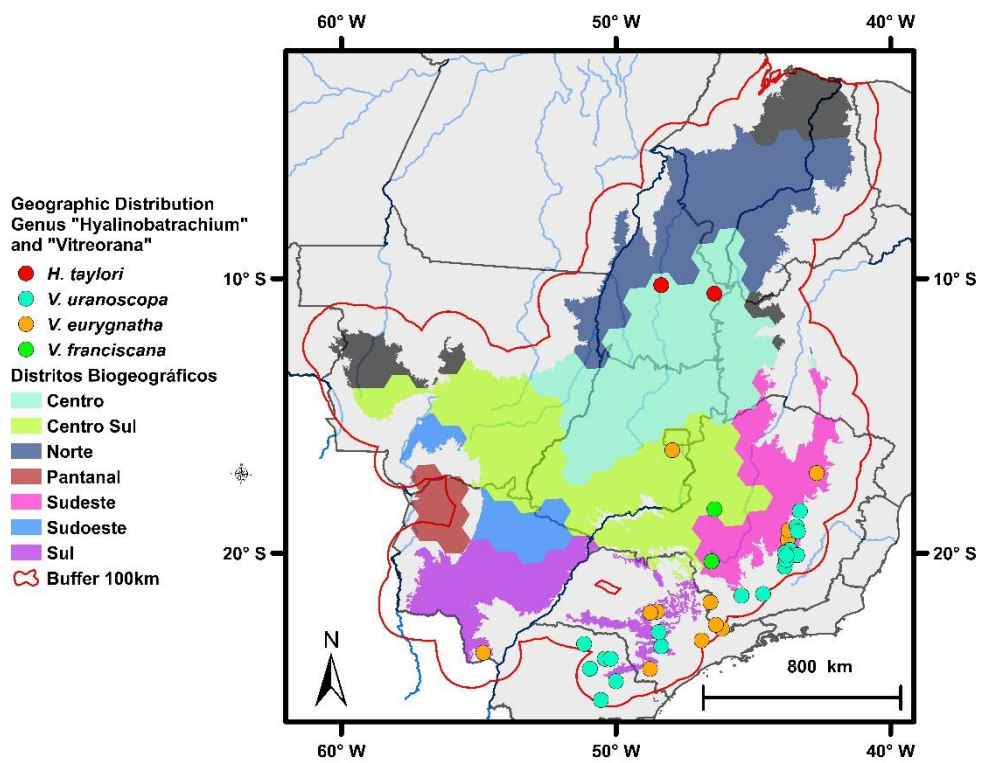 60° W 50° W 40° W
Geographic Distribution
Genus "Hyalinobatrachium"
and "Vitreorana"
H. taylori
V. uranoscopa
V. eurygnatha
V. franciscana
Distritos Biogeográficos
Centro
Centro Sul
Norte
Pantanal
Sudeste
Sudoeste
Sul
Buffer 100km
10° S 10° S
20° S 20° S
N
800 km
60° W 50° W 40° W